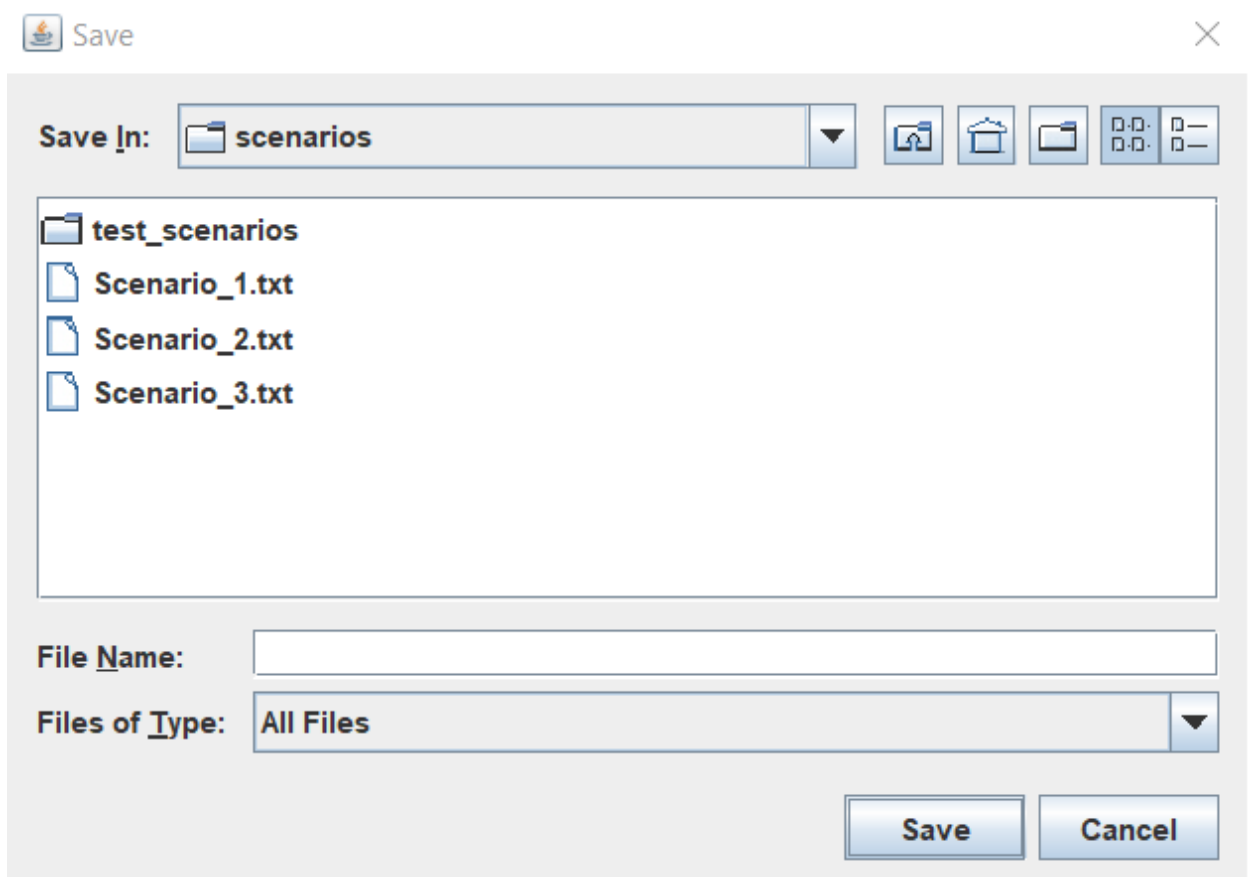 Save
Save In: scenarios
test_scenarios
Scenario_1.txt
Scenario_2.txt
Scenario_3.txt
File Name:
Files of Type: All Files
Save Cancel